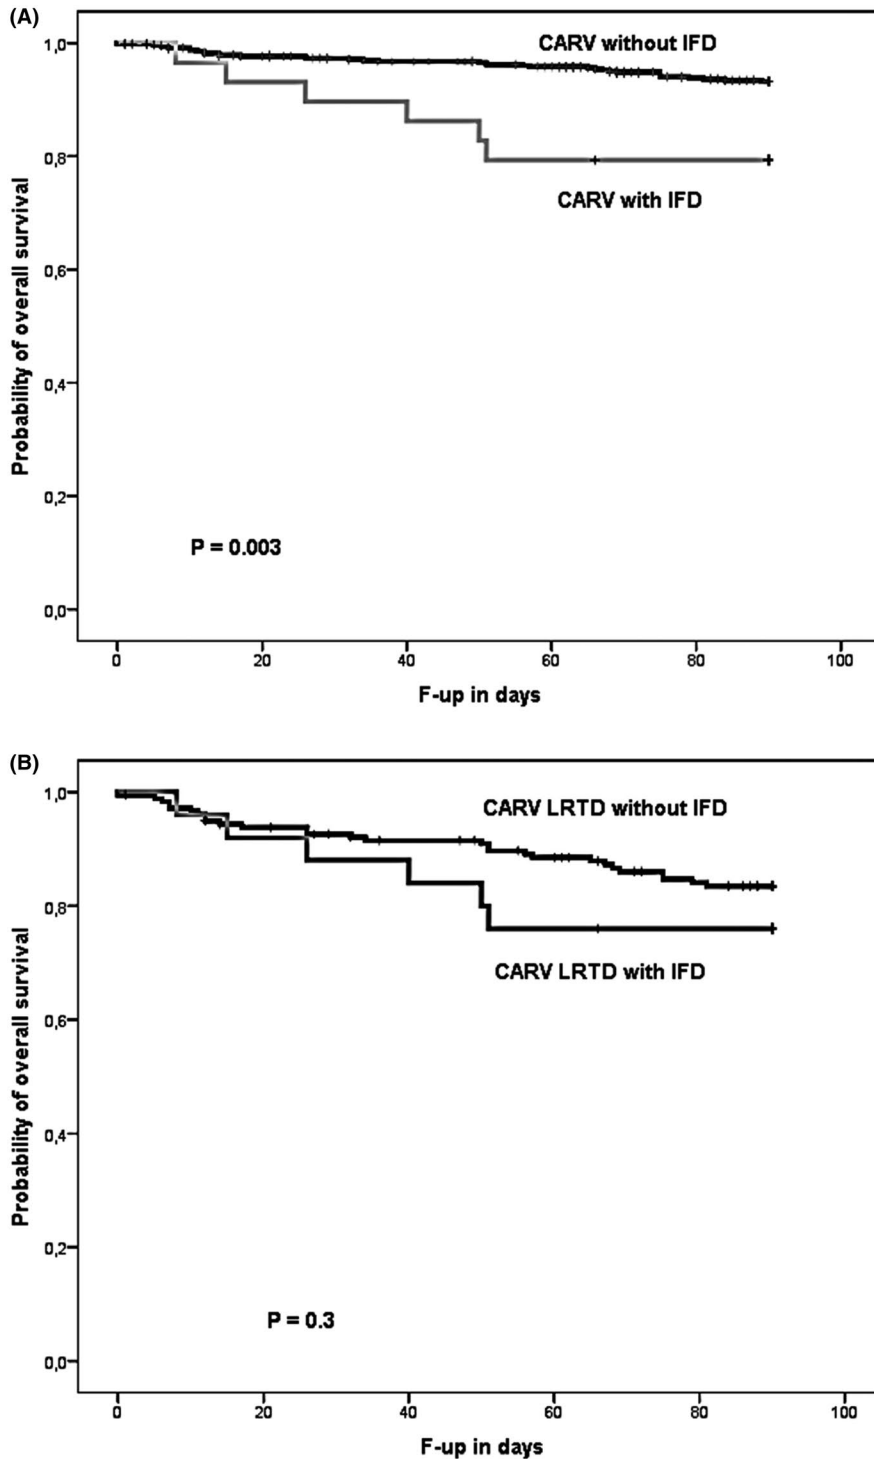 (A)
CARV without IFD
CARV with IFD
P = 0.003
Probability of overall survival
1,0
0,8
0,6
0,4
0,2
0,0
0 20 40 60 80 100
F-up in days
(B)
CARV LRTD without IFD
CARV LRTD with IFD
P = 0.3
Probability of overall survival
1,0
0,8
0,6
0,4
0,2
0,0
0 20 40 60 80 100
F-up in days